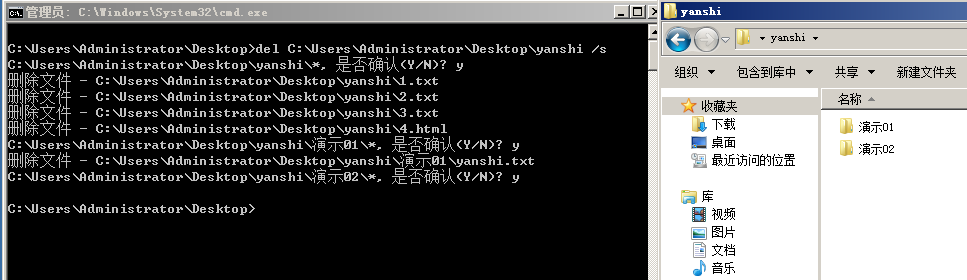 管理员: C:\Windows\System32\cmd.exe
C:\Users\Administrator\Desktop>del C:\Users\Administrator\Desktop\yanshi /s
C:\Users\Administrator\Desktop\yanshi\*, 是否确认(Y/N)? y
删除文件 - C:\Users\Administrator\Desktop\yanshi\1.txt
删除文件 - C:\Users\Administrator\Desktop\yanshi\2.txt
删除文件 - C:\Users\Administrator\Desktop\yanshi\3.txt
删除文件 - C:\Users\Administrator\Desktop\yanshi\4.html
C:\Users\Administrator\Desktop\yanshi\演示01\*, 是否确认(Y/N)? y
删除文件 - C:\Users\Administrator\Desktop\yanshi\演示01\yanshi.txt
C:\Users\Administrator\Desktop\yanshi\演示02\*, 是否确认(Y/N)? y
C:\Users\Administrator\Desktop>
yanshi
yanshi
组织 包含到库中 共享 新建文件夹
收藏夹
下载
桌面
最近访问的位置
库
视频
图片
文档
音乐
名称
演示01
演示02